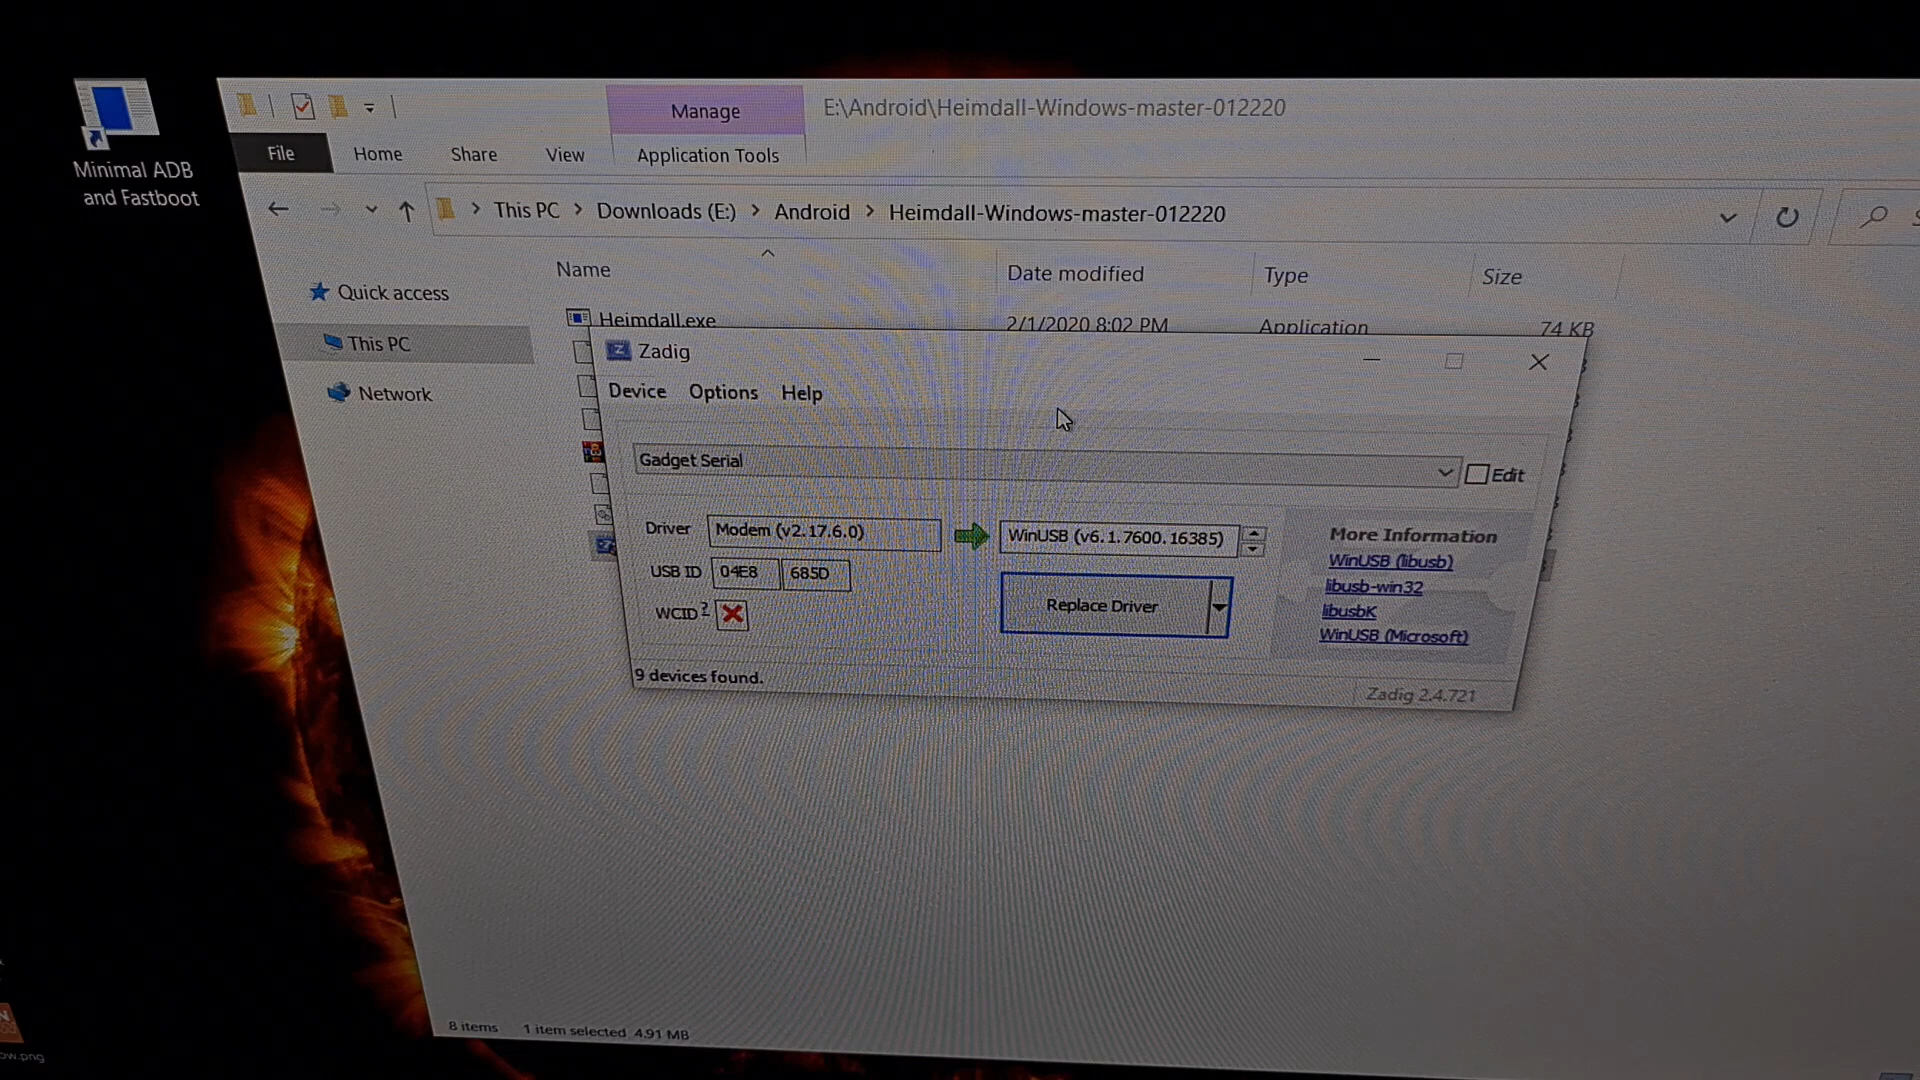 Minimal ADB
and Fastboot
Manage
E:\Android\Heimdall-Windows-master-012220
File
Home
Share
View
Application Tools
This PC > Downloads (E:) > Android > Heimdall-Windows-master-012220
Quick access
This PC
Network
Name
Date modified
Type
Size
Heimdall.exe
2/1/2020 8:02 PM
Application
74 KB
Zadig
Device
Options
Help
Gadget Serial
Edit
Driver
Modem (v2.17.6.0)
WinUSB (v6.1.7600.16385)
USB ID
04E8
685D
WCID ?
Replace Driver
More Information
WinUSB (libusb)
libusb-win32
libusbK
WinUSB (Microsoft)
9 devices found.
Zadig 2.4.721
8 items
1 item selected 4.91 MB
ow.png